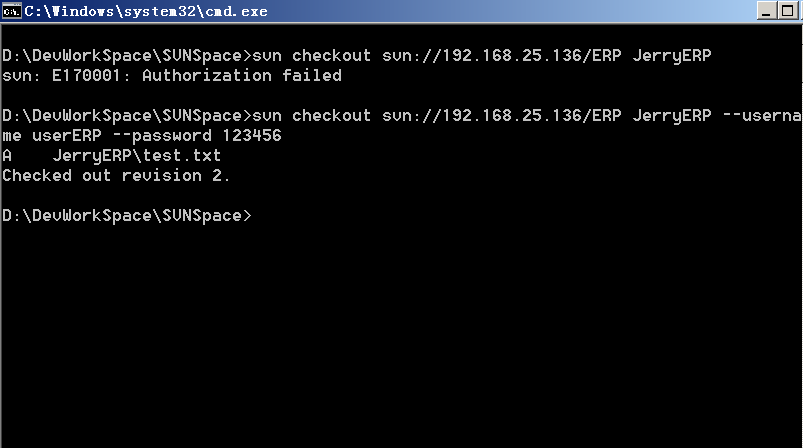 C:\Windows\system32\cmd.exe
D:\DevWorkSpace\SVNSpace>svn checkout svn://192.168.25.136/ERP JerryERP
svn: E170001: Authorization failed
D:\DevWorkSpace\SVNSpace>svn checkout svn://192.168.25.136/ERP JerryERP --userna
me userERP --password 123456
A    JerryERP\test.txt
Checked out revision 2.
D:\DevWorkSpace\SVNSpace>